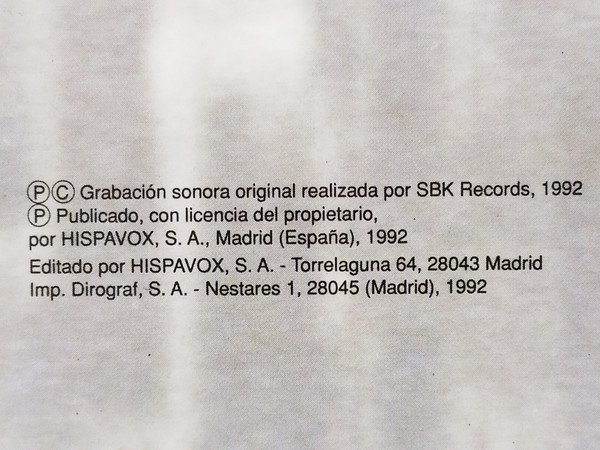 ⓅⒸ Grabación sonora original realizada por SBK Records, 1992
Ⓟ Publicado, con licencia del propietario,
por HISPAVOX, S. A., Madrid (España), 1992
Editado por HISPAVOX, S. A. - Torrelaguna 64, 28043 Madrid
Imp. Dirograf, S. A. - Nestares 1, 28045 (Madrid), 1992